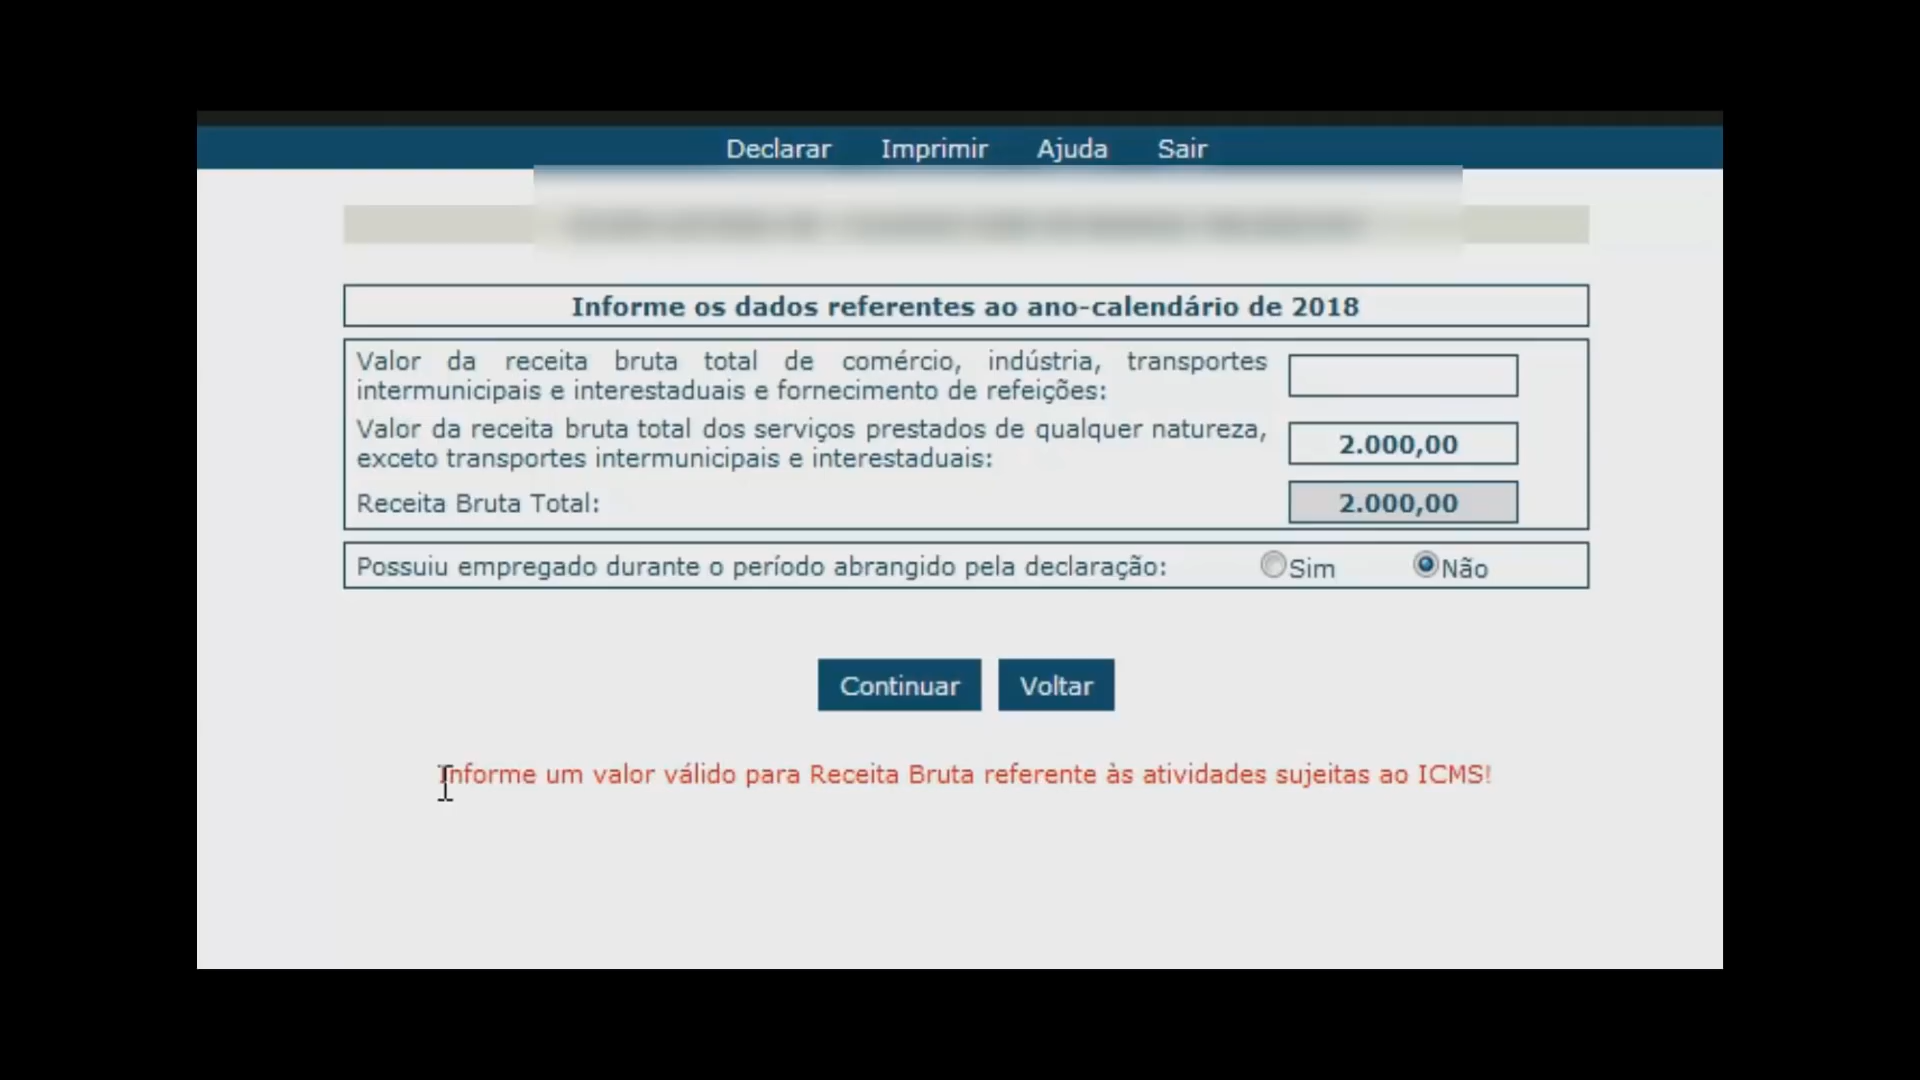 Declarar Imprimir Ajuda Sair
Informe os dados referentes ao ano-calendário de 2018
Valor da receita bruta total de comércio, indústria, transportes
intermunicipais e interestaduais e fornecimento de refeições:
Valor da receita bruta total dos serviços prestados de qualquer natureza,
exceto transportes intermunicipais e interestaduais:
2.000,00
Receita Bruta Total:
2.000,00
Possuiu empregado durante o período abrangido pela declaração:
Sim Não
Continuar Voltar
Informe um valor válido para Receita Bruta referente às atividades sujeitas ao ICMS!